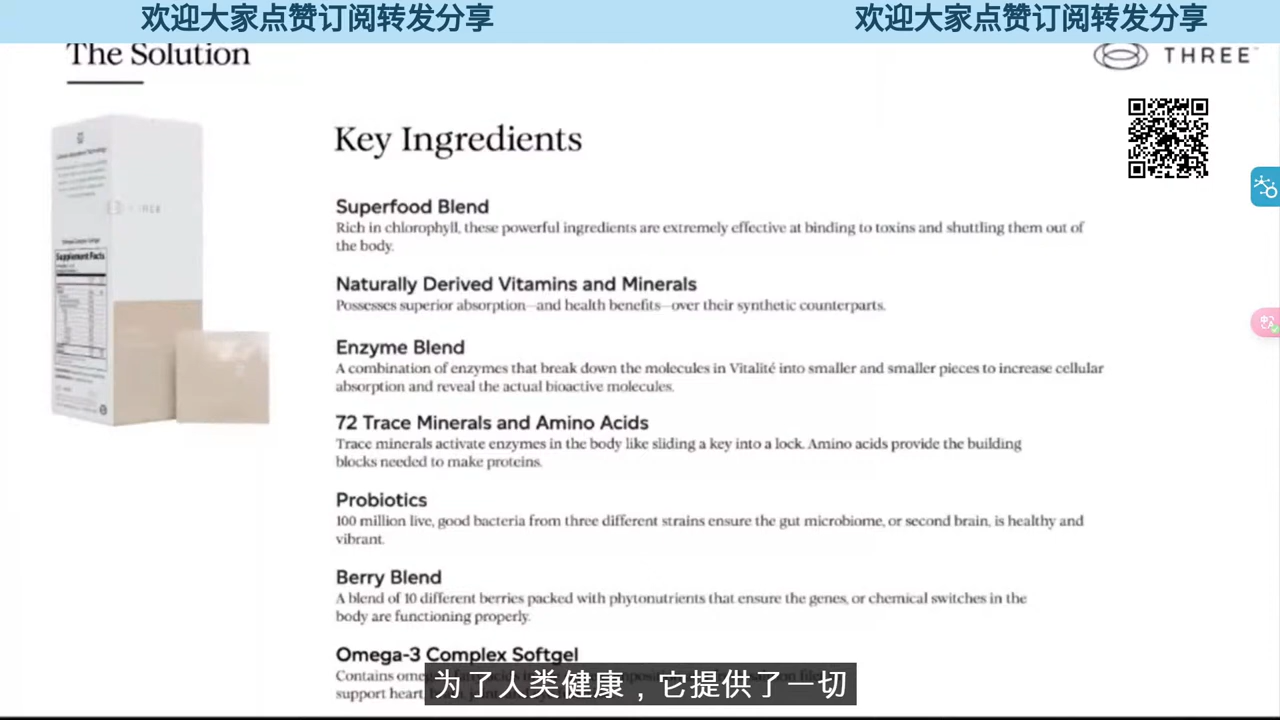 欢迎大家点赞订阅转发分享
欢迎大家点赞订阅转发分享
The Solution
THREE
Key Ingredients
Superfood Blend
Rich in chlorophyll, these powerful ingredients are extremely effective at binding to toxins and shuttling them out of
the body.
Naturally Derived Vitamins and Minerals
Possesses superior absorption—and health benefits—over their synthetic counterparts.
Supplement Facts
Enzyme Blend
A combination of enzymes that break down the molecules in Vitalité into smaller and smaller pieces to increase cellular
absorption and reveal the actual bioactive molecules.
72 Trace Minerals and Amino Acids
Trace minerals activate enzymes in the body like sliding a key into a lock. Amino acids provide the building
blocks needed to make proteins.
Probiotics
100 million live, good bacteria from three different strains ensure the gut microbiome, or second brain, is healthy and
vibrant.
Berry Blend
A blend of 10 different berries packed with phytonutrients that ensure the genes, or chemical switches in the
body are functioning properly.
Omega-3 Complex Softgel
Contains
support heart
为了人类健康，它提供了一切